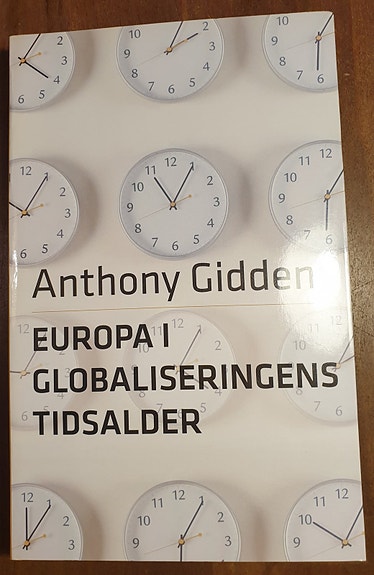 Anthony Gidden
EUROPA I
GLOBALISERINGENS
TIDSALDER